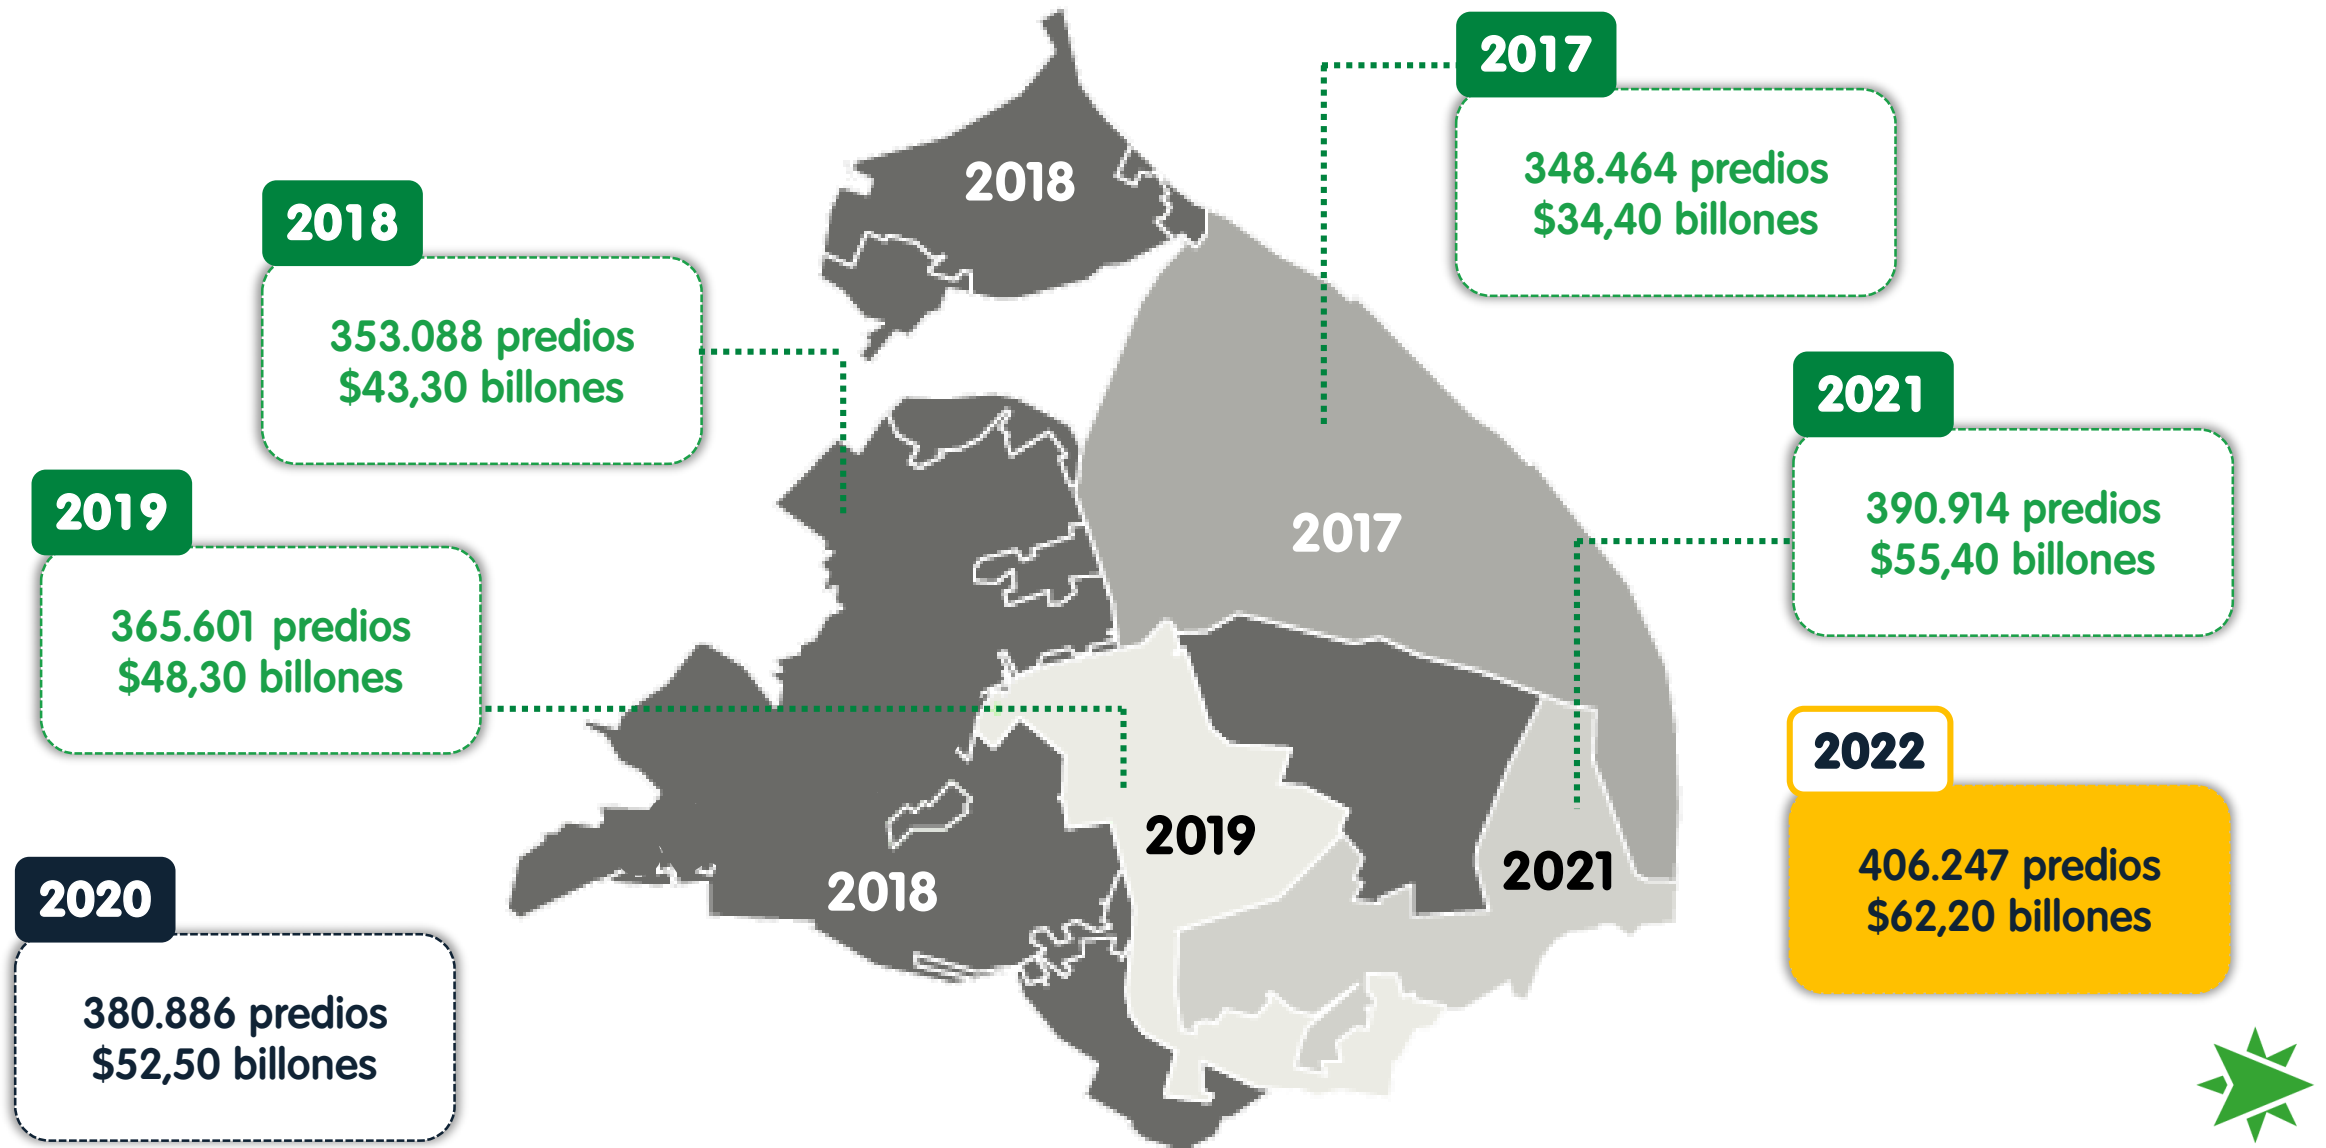 2017
348.464 predios
$34,40 billones
2018
353.088 predios
$43,30 billones
2018
2021
390.914 predios
$55,40 billones
2019
365.601 predios
$48,30 billones
2017
2022
406.247 predios
$62,20 billones
2019
2021
2018
2020
380.886 predios
$52,50 billones